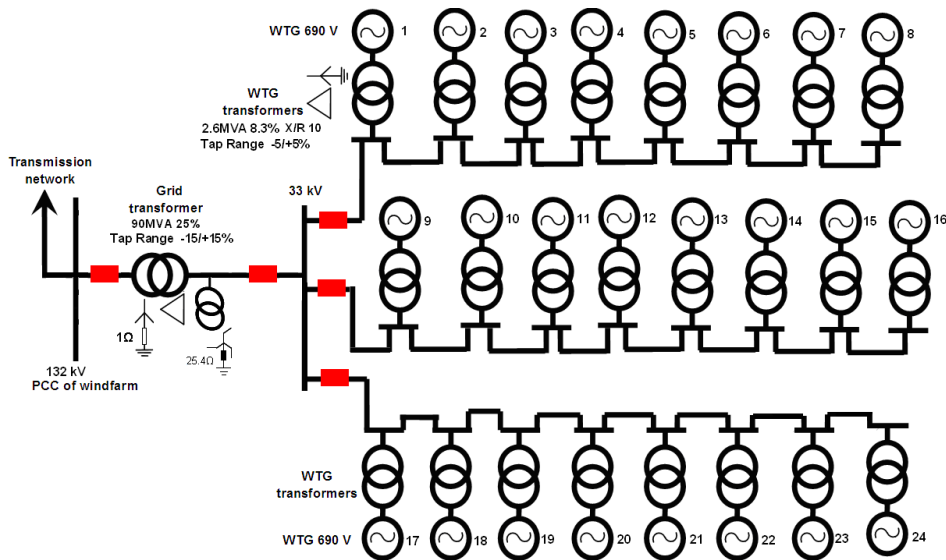 WTG 690 V
1
2
3
4
5
6
7
8
WTG
transformers
2.6MVA 8.3% X/R 10
Tap Range -5/+5%
Transmission
network
Grid
transformer
90MVA 25%
Tap Range -15/+15%
33 kV
9
10
11
12
13
14
15
16
1Ω
25.4Ω
132 kV
PCC of windfarm
WTG
transformers
WTG 690 V
17
18
19
20
21
22
23
24